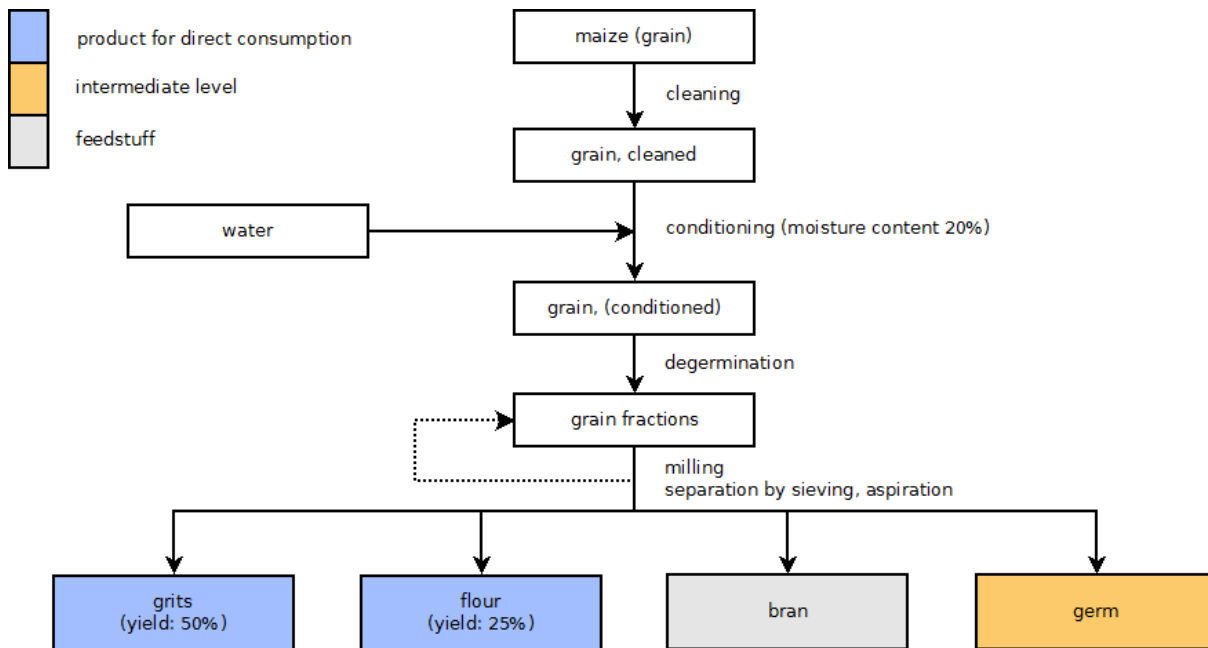 product for direct consumption
intermediate level
feedstuff
maize (grain)
cleaning
grain, cleaned
water
conditioning (moisture content 20%)
grain, (conditioned)
degermination
grain fractions
milling
separation by sieving, aspiration
grits
(yield: 50%)
flour
(yield: 25%)
bran
germ